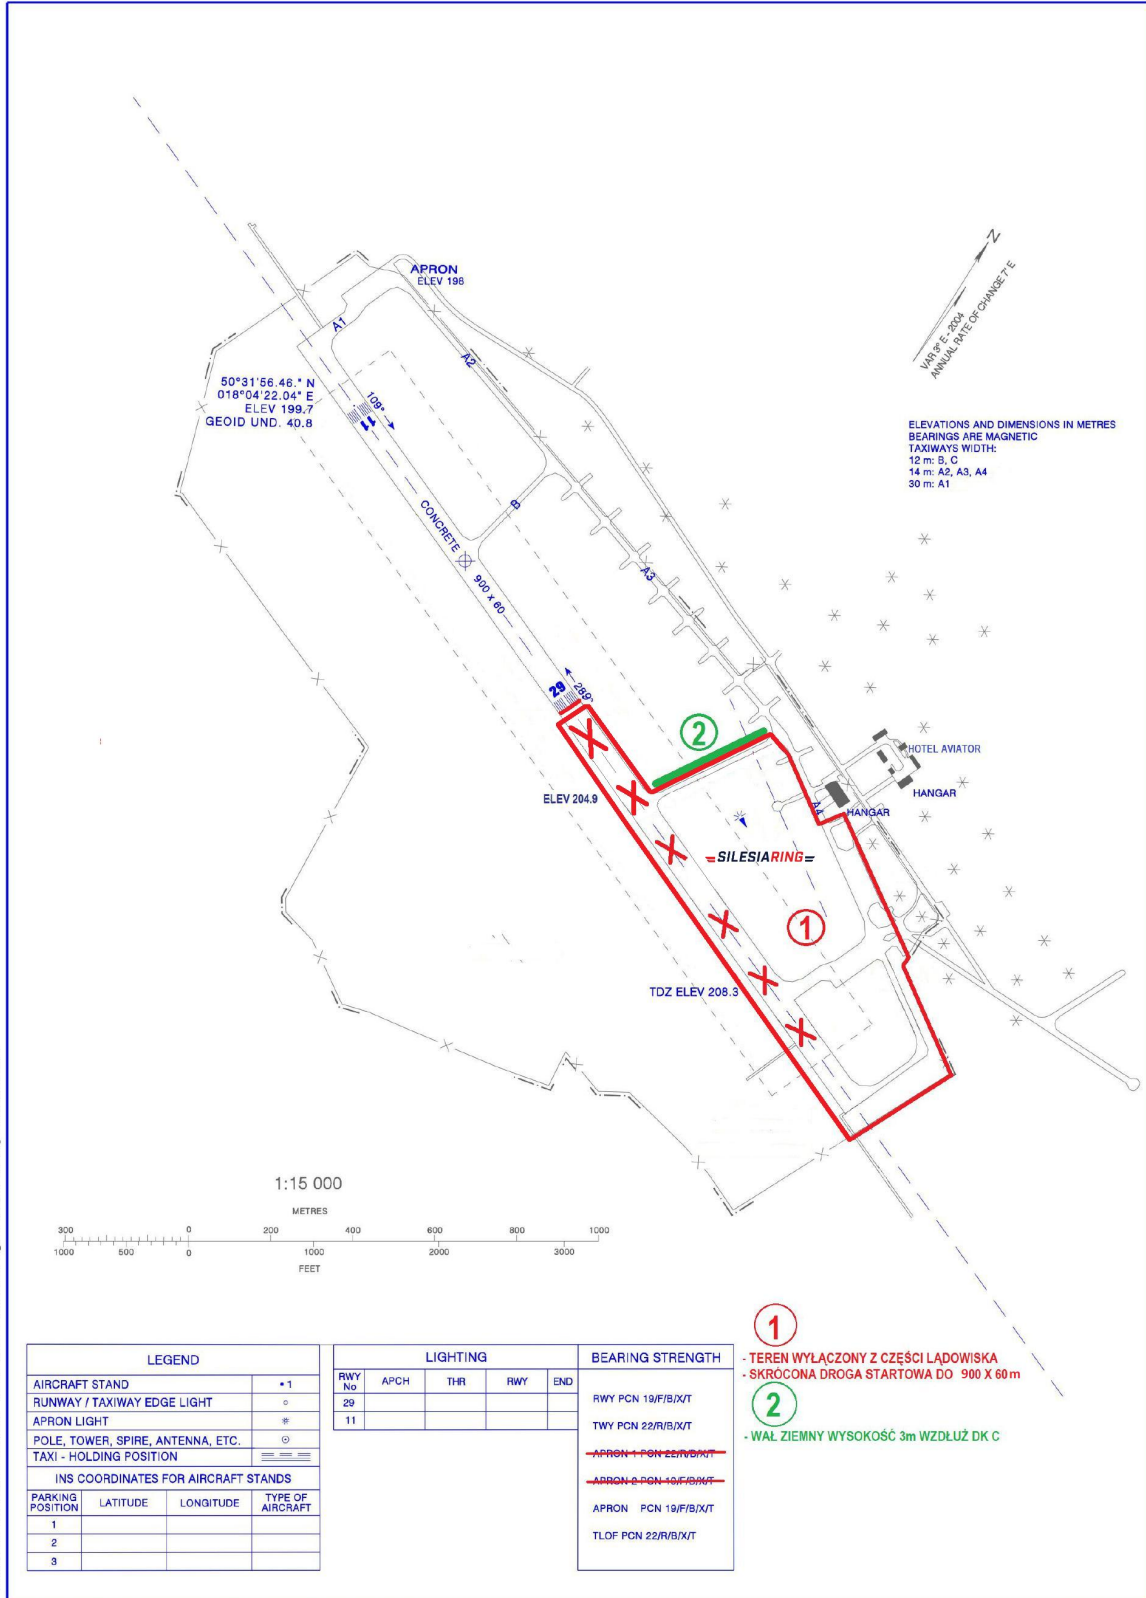 APRON
ELEV 198
N
VAR 3° E - 2004
ANNUAL RATE OF CHANGE 7' E
A1
A2
50°31'56.46." N
018°04'22.04" E
ELEV 199.7
GEOID UND. 40.8
109°
11
ELEVATIONS AND DIMENSIONS IN METRES
BEARINGS ARE MAGNETIC
TAXIWAYS WIDTH:
12 m: B, C
14 m: A2, A3, A4
30 m: A1
B
CONCRETE
900 x 60
A3
289°
29
2
HOTEL AVIATOR
HANGAR
ELEV 204.9
A4
HANGAR
SILESIARING
1
TDZ ELEV 208.3
1:15 000
METRES
300 0 200 400 600 800 1000
1000 500 0 1000 2000 3000
FEET
1
- TEREN WYŁĄCZONY Z CZĘŚCI LĄDOWISKA
- SKRÓCONA DROGA STARTOWA DO 900 X 60m
2
- WAŁ ZIEMNY WYSOKOŚĆ 3m WZDŁUŻ DK C
LEGEND
AIRCRAFT STAND • 1
RUNWAY / TAXIWAY EDGE LIGHT
APRON LIGHT
POLE, TOWER, SPIRE, ANTENNA, ETC.
TAXI - HOLDING POSITION
INS COORDINATES FOR AIRCRAFT STANDS
PARKING POSITION LATITUDE LONGITUDE TYPE OF AIRCRAFT
1
2
3
LIGHTING
RWY No APCH THR RWY END
29
11
BEARING STRENGTH
RWY PCN 19/F/B/X/T
TWY PCN 22/R/B/X/T
APRON 1 PCN 22/R/B/X/T
APRON 2 PCN 19/F/B/X/T
APRON PCN 19/F/B/X/T
TLOF PCN 22/R/B/X/T